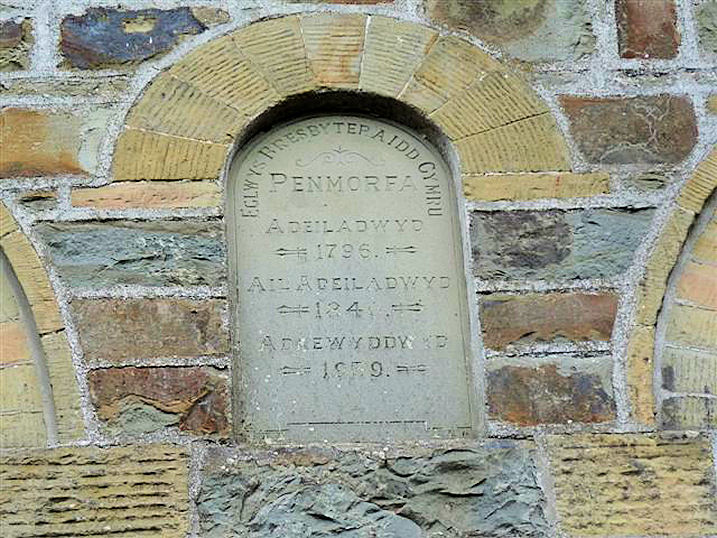 EGLWYS PRESBYTERAIDD CYMRU
PENMORFA
ADEILADWYD
1796.
AIL ADEILADWYD
ADNEWYDDWYD
1959.